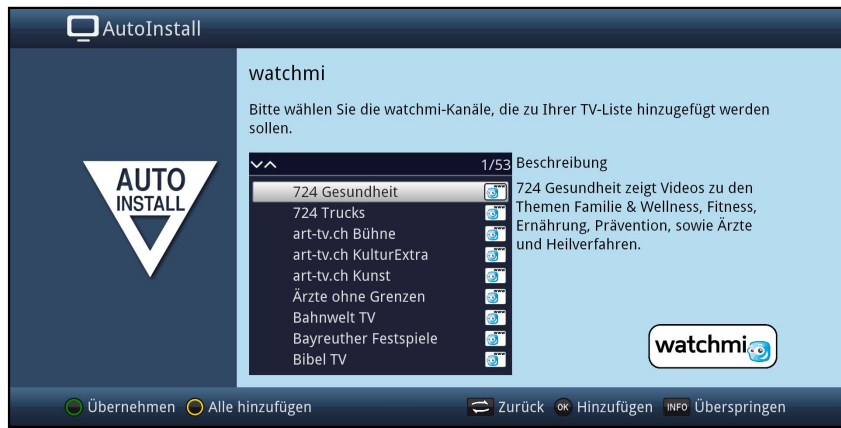 AutoInstall
watchmi
Bitte wählen Sie die watchmi-Kanäle, die zu Ihrer TV-Liste hinzugefügt werden
sollen.
AUTO
INSTALL
1/53
724 Gesundheit
724 Trucks
art-tv.ch Bühne
art-tv.ch KulturExtra
art-tv.ch Kunst
Ärzte ohne Grenzen
Bahnwelt TV
Bayreuther Festspiele
Bibel TV
Beschreibung
724 Gesundheit zeigt Videos zu den
Themen Familie & Wellness, Fitness,
Ernährung, Prävention, sowie Ärzte
und Heilverfahren.
watchmi
Übernehmen Alle hinzufügen Zurück OK Hinzufügen INFO Überspringen